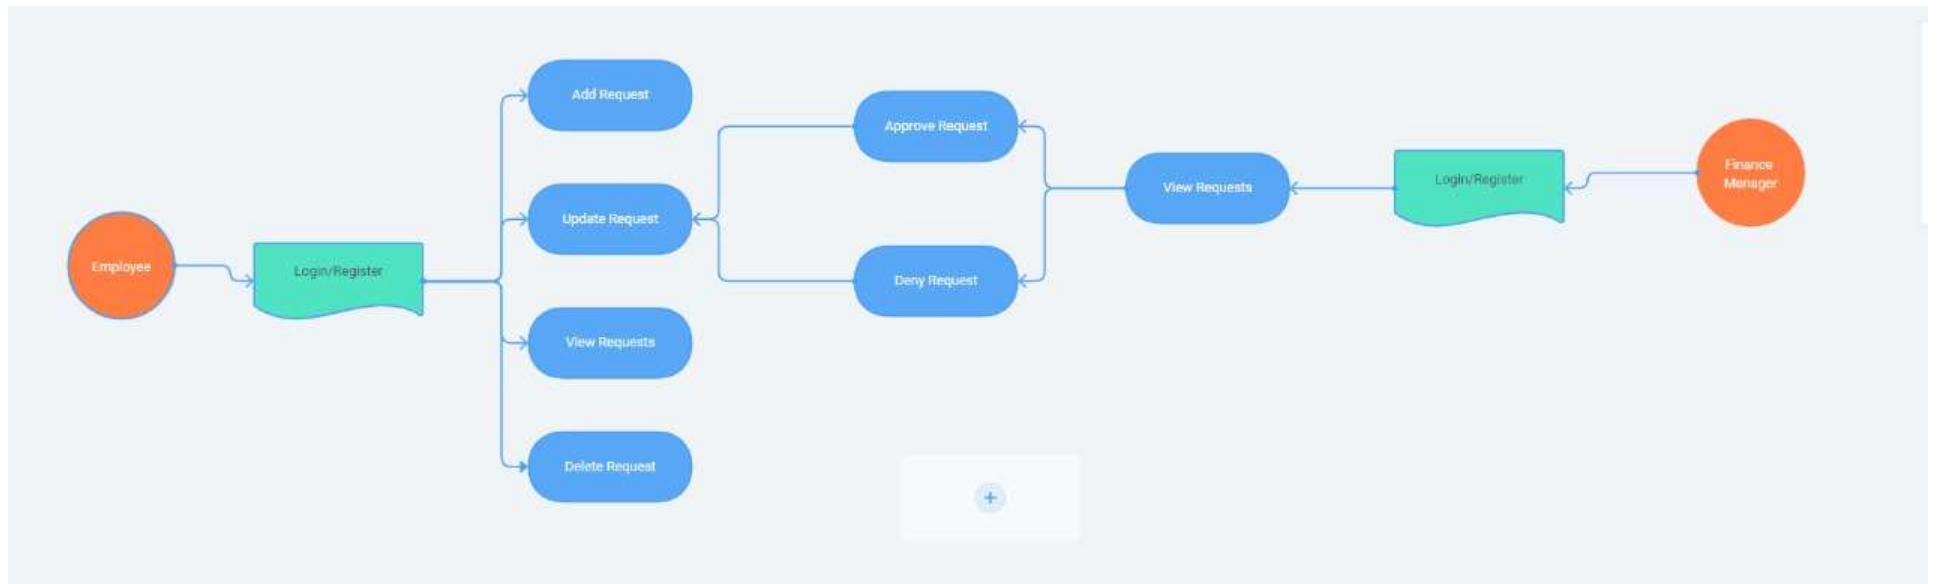 Add Request
Approve Request
Finance
Manager
View Requests
Login/Register
Update Request
Employee
Login/Register
Deny Request
View Requests
Delete Request
+